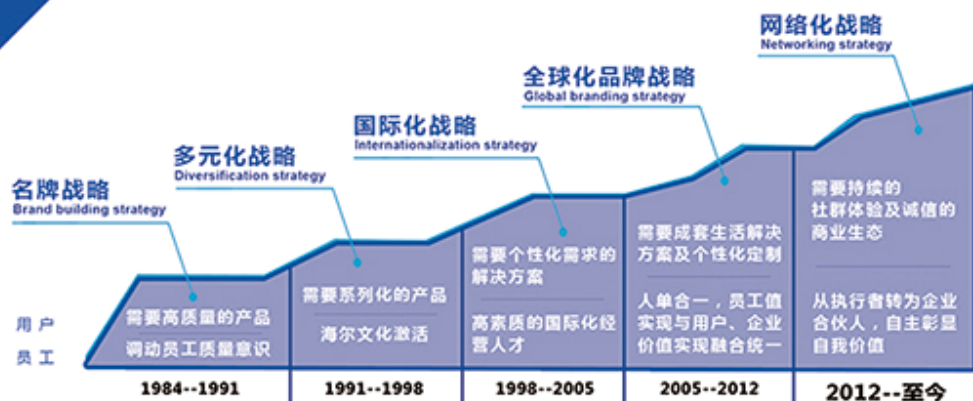 网络化战略
Networking strategy
全球化品牌战略
Global branding strategy
国际化战略
Internationalization strategy
多元化战略
Diversification strategy
名牌战略
Brand building strategy
用户
员工
需要高质量的产品
调动员工质量意识
需要系列化的产品
海尔文化激活
需要个性化需求的
解决方案
高素质的国际化经
营人才
需要成套生活解决
方案及个性化定制
人单合一，员工值
实现与用户、企业
价值实现融合统一
需要持续的
社群体验及诚信的
商业生态
从执行者转为企业
合伙人，自主彰显
自我价值
1984--1991
1991--1998
1998--2005
2005--2012
2012--至今